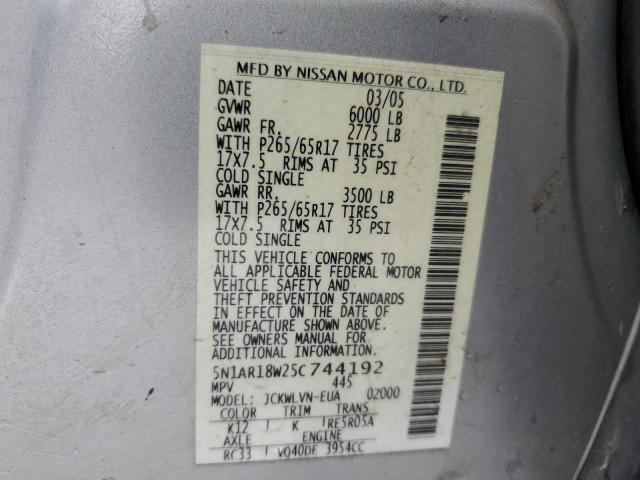 MFD BY NISSAN MOTOR CO., LTD.
DATE 03/05
GVWR 6000 LB
GAWR FR. 2775 LB
WITH P265/65R17 TIRES
17X7.5 RIMS AT 35 PSI
COLD SINGLE
GAWR RR. 3500 LB
WITH P265/65R17 TIRES
17X7.5 RIMS AT 35 PSI
COLD SINGLE
THIS VEHICLE CONFORMS TO
ALL APPLICABLE FEDERAL MOTOR
VEHICLE SAFETY AND
THEFT PREVENTION STANDARDS
IN EFFECT ON THE DATE OF
MANUFACTURE SHOWN ABOVE.
SEE OWNERS MANUAL FOR
ADDITIONAL INFORMATION.
5N1AR18W25C744192
MPV 445
MODEL: JCKWLVN-EUA 02000
COLOR TRIM TRANS
K12 K RE5R05A
AXLE ENGINE
RC33 VQ40DE 3954CC